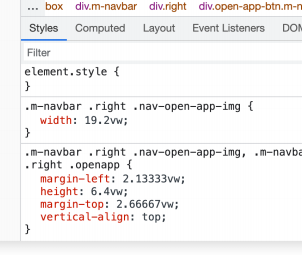 ... box div.m-navbar div.right div.open-app-btn.m-n
Styles Computed Layout Event Listeners DOM
Filter
element.style {
}
.m-navbar .right .nav-open-app-img {
width: 19.2vw;
}
.m-navbar .right .nav-open-app-img, .m-navba
.right .openapp {
margin-left: 2.13333vw;
height: 6.4vw;
margin-top: 2.66667vw;
vertical-align: top;
}